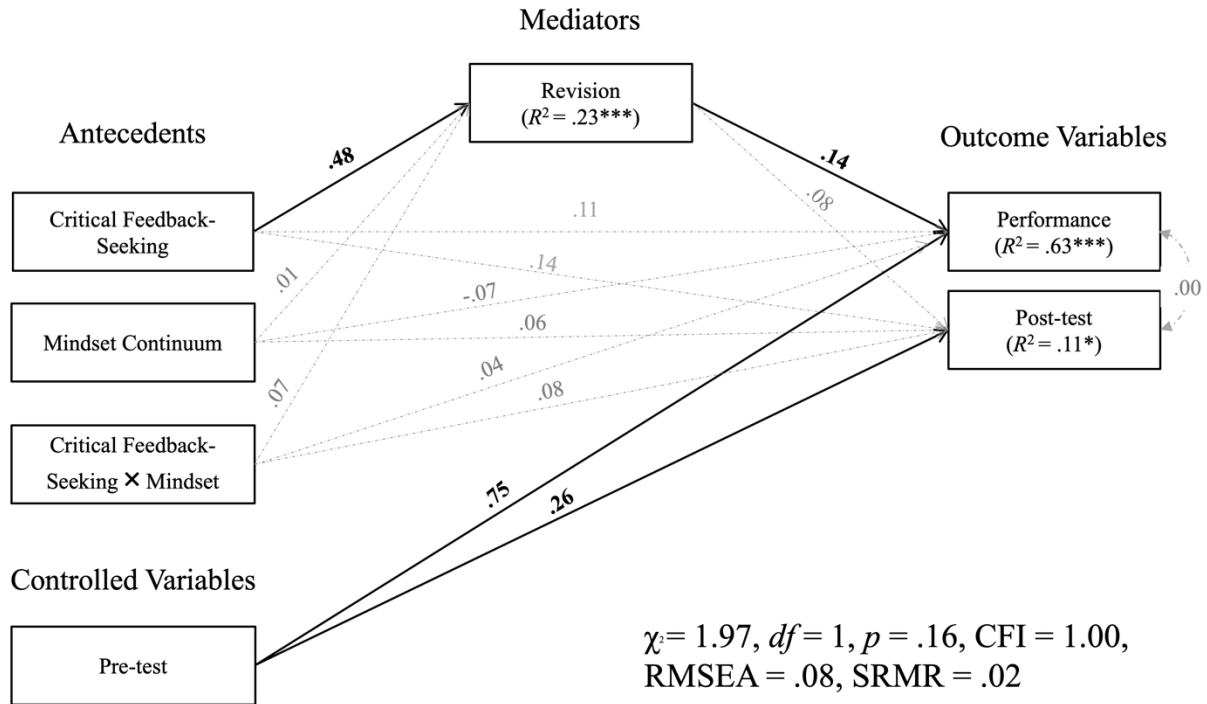 Mediators
Revision
(R² = .23***)
Antecedents
Outcome Variables
.48
.14
Critical Feedback-
Seeking
.11
.08
Performance
(R² = .63***)
.01
.14
-.07
.00
Mindset Continuum
.06
Post-test
(R² = .11*)
.07
.04
.08
Critical Feedback-
Seeking × Mindset
.75
.26
Controlled Variables
Pre-test
χ²= 1.97, df = 1, p = .16, CFI = 1.00,
RMSEA = .08, SRMR = .02